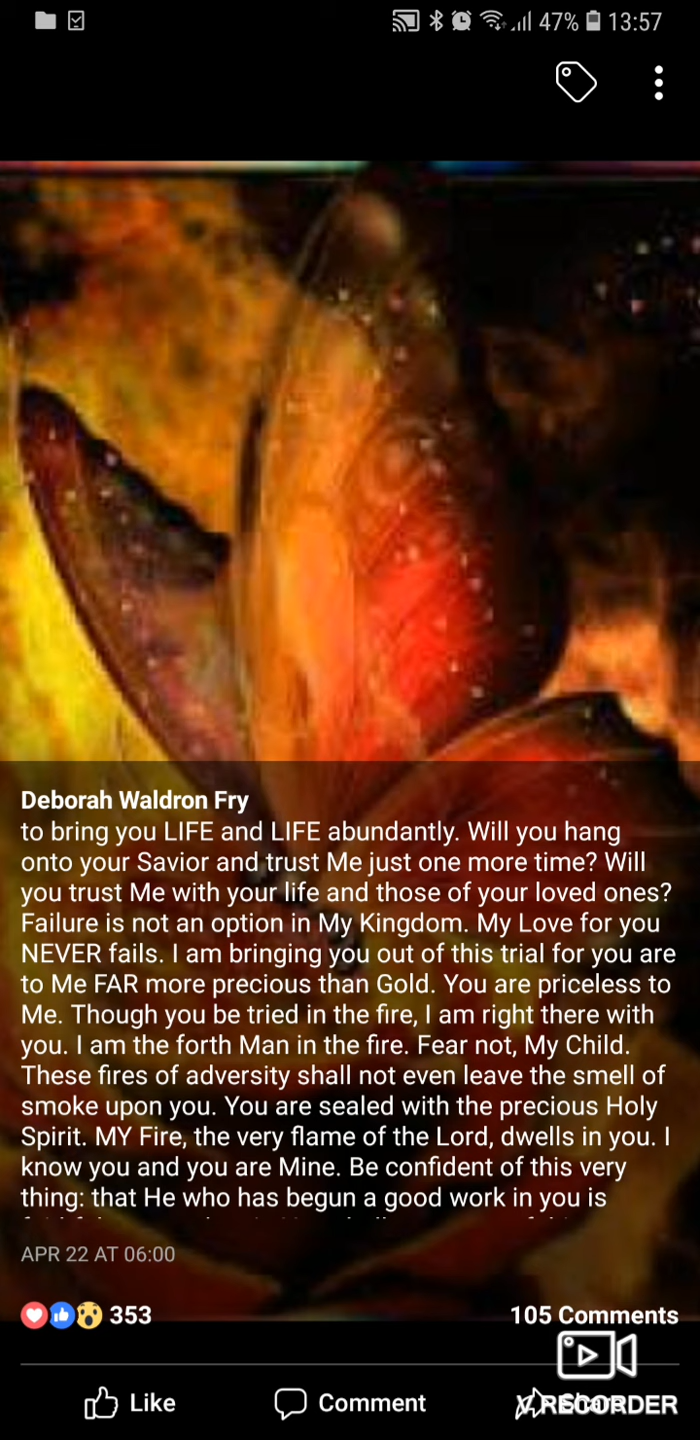 47% 13:57
Deborah Waldron Fry
to bring you LIFE and LIFE abundantly. Will you hang
onto your Savior and trust Me just one more time? Will
you trust Me with your life and those of your loved ones?
Failure is not an option in My Kingdom. My Love for you
NEVER fails. I am bringing you out of this trial for you are
to Me FAR more precious than Gold. You are priceless to
Me. Though you be tried in the fire, I am right there with
you. I am the forth Man in the fire. Fear not, My Child.
These fires of adversity shall not even leave the smell of
smoke upon you. You are sealed with the precious Holy
Spirit. MY Fire, the very flame of the Lord, dwells in you. I
know you and you are Mine. Be confident of this very
thing: that He who has begun a good work in you is
APR 22 AT 06:00
353 105 Comments
Like Comment V RECORDER